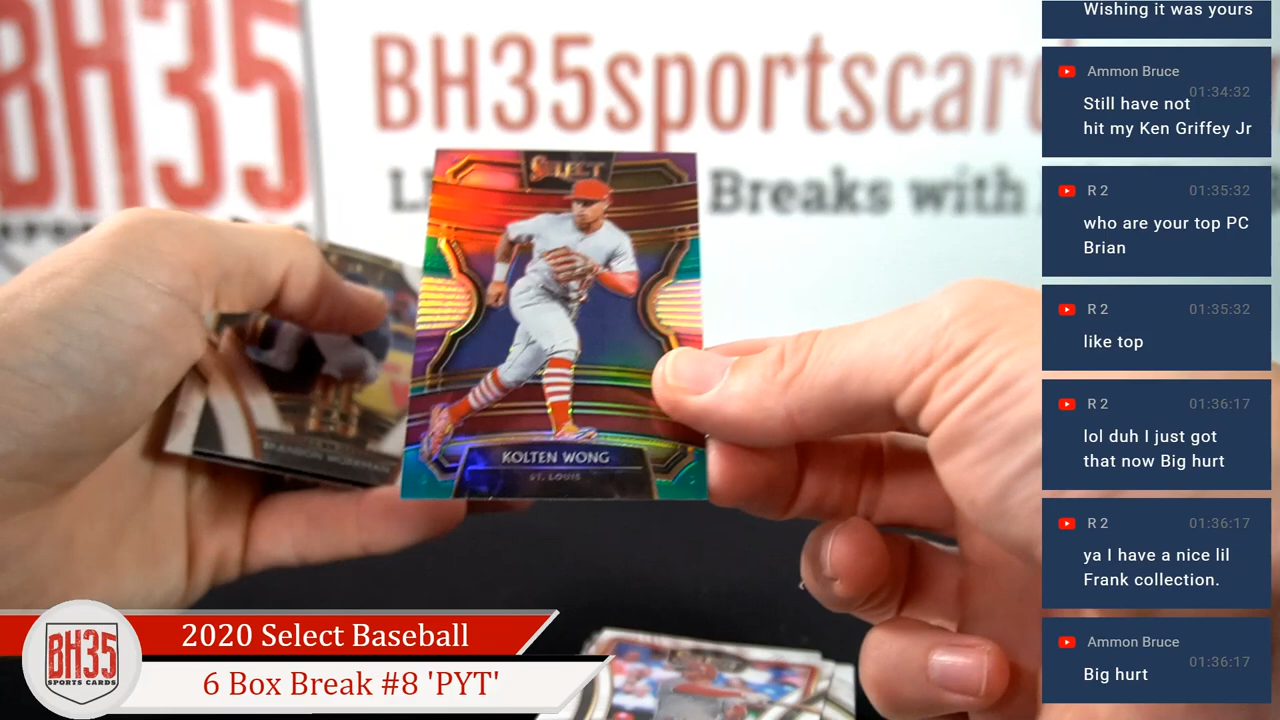 BH35
BH35sportscar
Breaks with
SELECT
KOLTEN WONG
ST. LOUIS
2020 Select Baseball
6 Box Break #8 'PYT'
BH35
SPORTS CARDS
Wishing it was yours
Ammon Bruce
01:34:32
Still have not
hit my Ken Griffey Jr
R 2 01:35:32
who are your top PC
Brian
R 2 01:35:32
like top
R 2 01:36:17
lol duh I just got
that now Big hurt
R 2 01:36:17
ya I have a nice lil
Frank collection.
Ammon Bruce
01:36:17
Big hurt